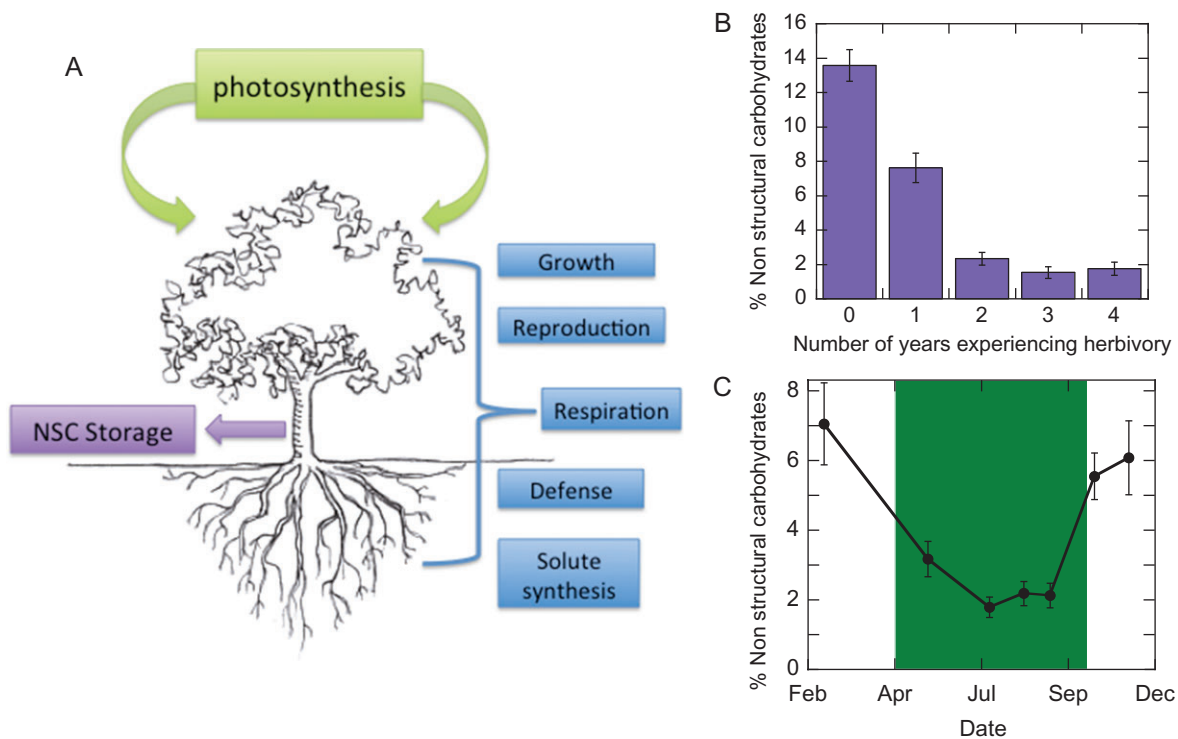 A
photosynthesis
Growth
Reproduction
Respiration
NSC Storage
Defense
Solute
synthesis
B
% Non structural carbohydrates
16
14
12
10
8
6
4
2
0
0 1 2 3 4
Number of years experiencing herbivory
C
% Non structural carbohydrates
8
6
4
2
0
Feb Apr Jul Sep Dec
Date